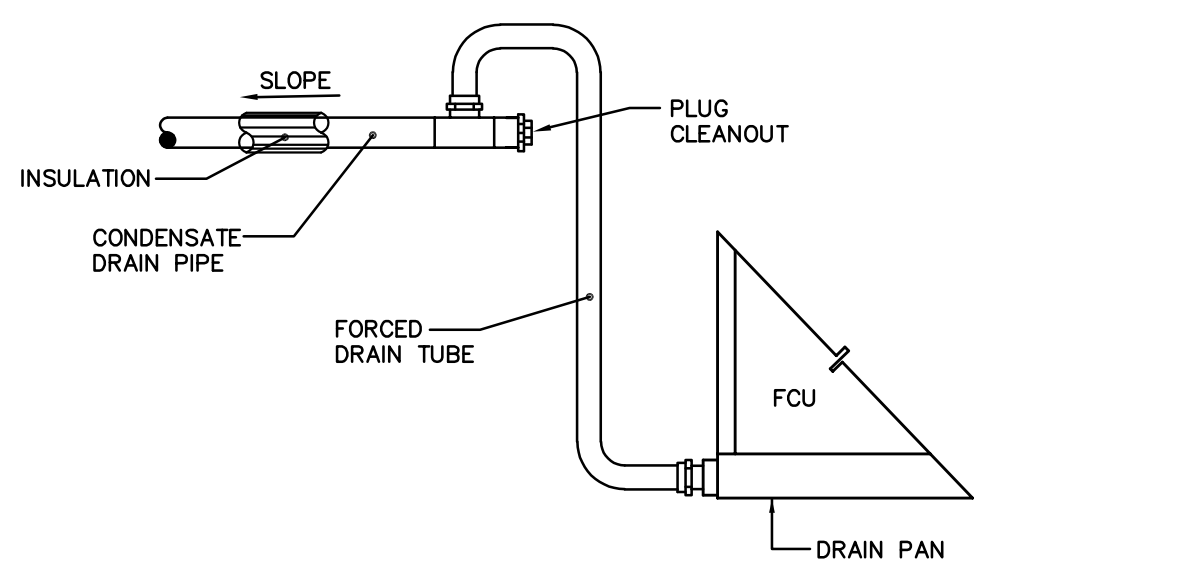 SLOPE
PLUG
CLEANOUT
INSULATION
CONDENSATE
DRAIN PIPE
FORCED
DRAIN TUBE
FCU
DRAIN PAN